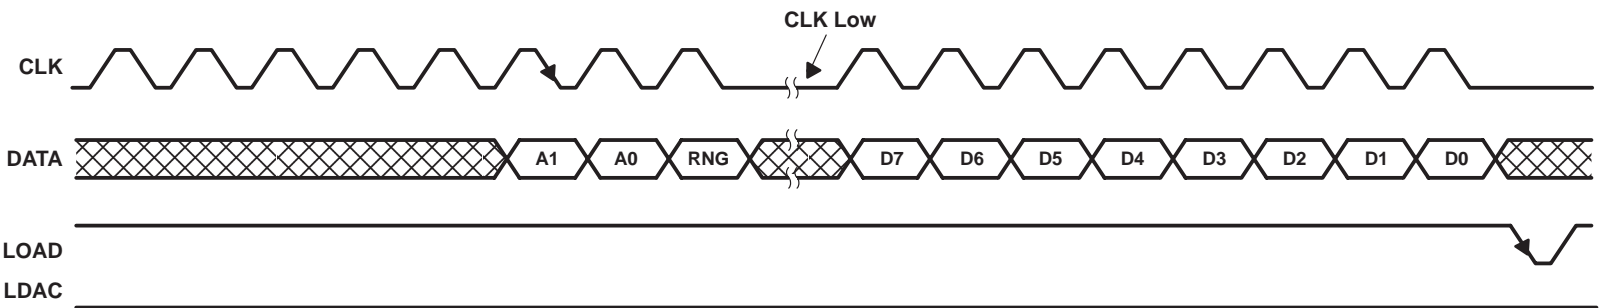 CLK Low
CLK
DATA
A1 A0 RNG D7 D6 D5 D4 D3 D2 D1 D0
LOAD
LDAC